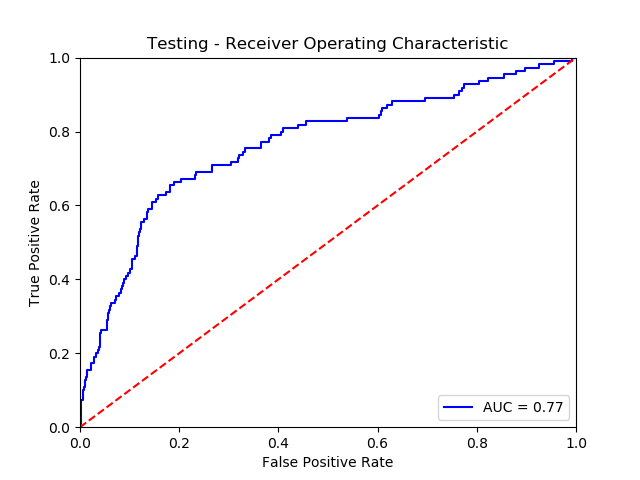 Testing - Receiver Operating Characteristic
True Positive Rate
1.0
0.8
0.6
0.4
0.2
0.0
AUC = 0.77
0.0 0.2 0.4 0.6 0.8 1.0
False Positive Rate